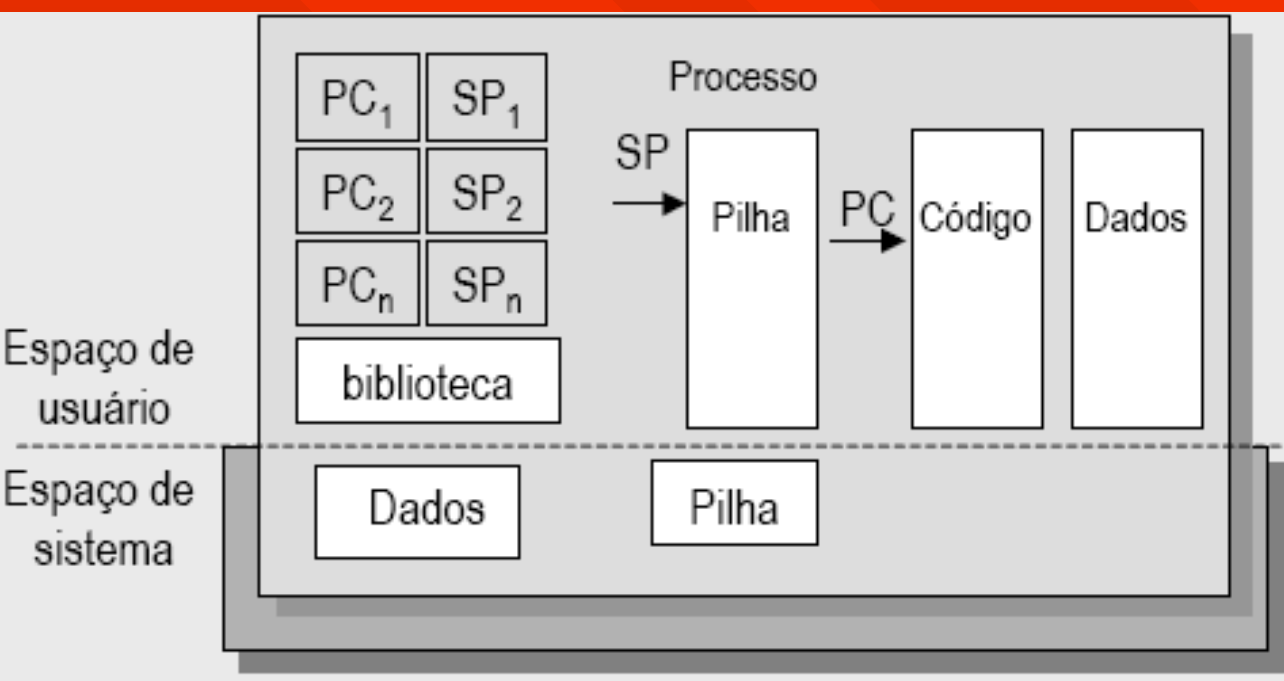 Processo
PC₁ SP₁
SP
PC₂ SP₂
Pilha
PC
Código
Dados
PCₙ SPₙ
biblioteca
Espaço de
usuário
Espaço de
sistema
Dados
Pilha